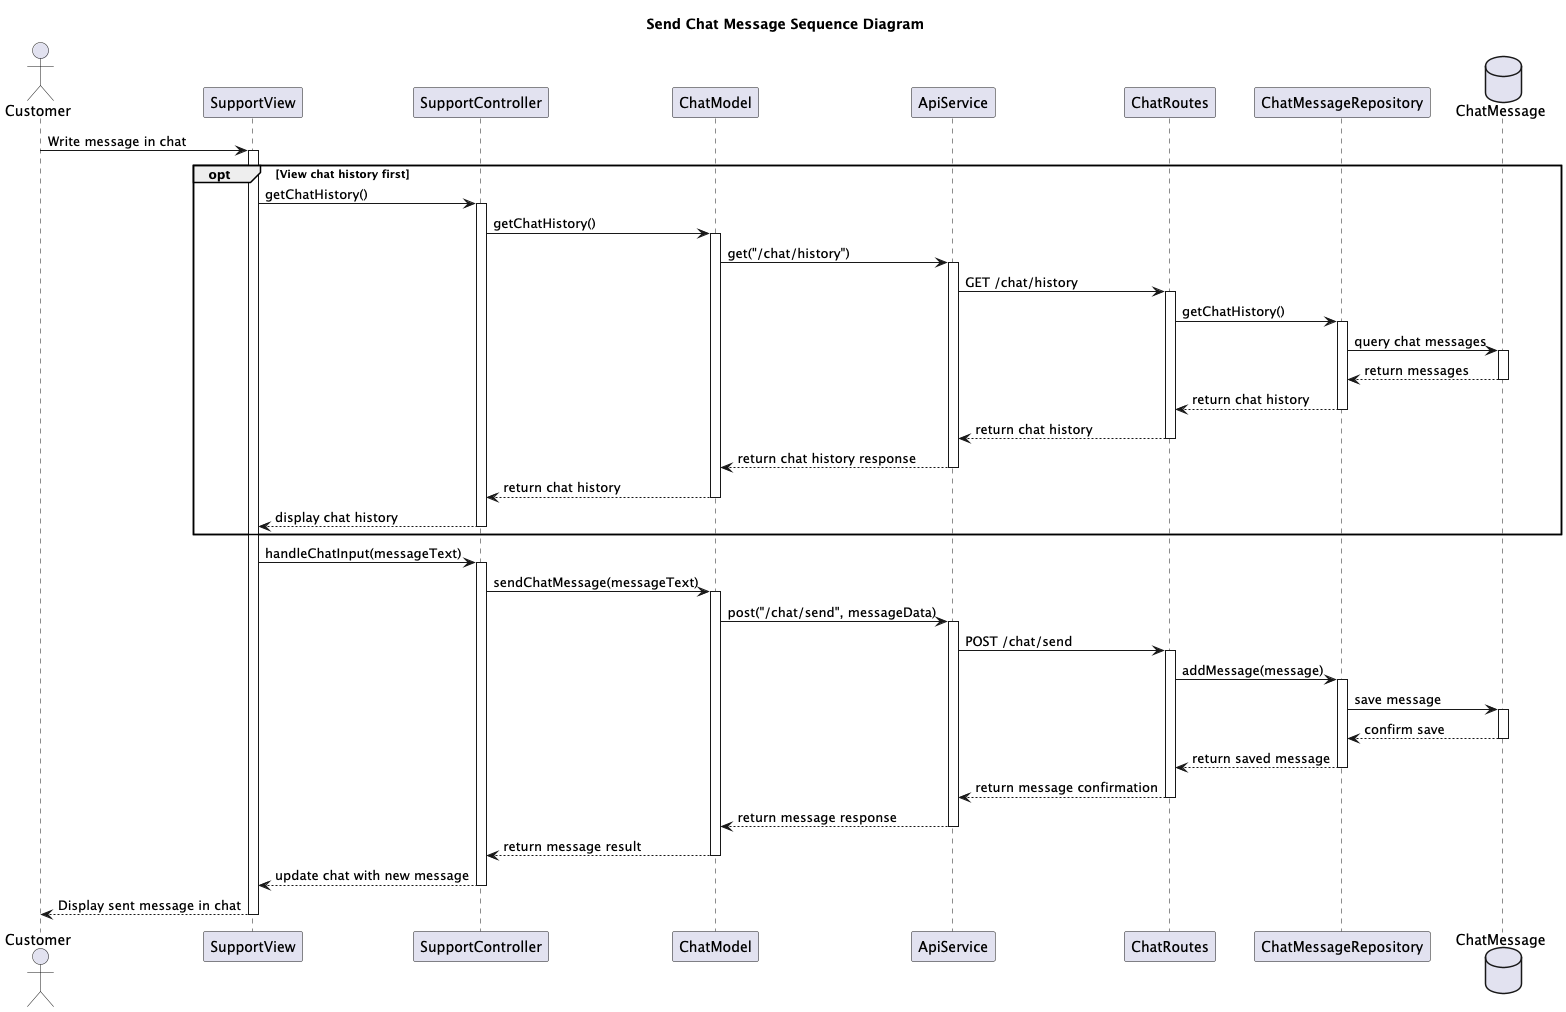 Send Chat Message Sequence Diagram
Customer
SupportView
SupportController
ChatModel
ApiService
ChatRoutes
ChatMessageRepository
ChatMessage
Write message in chat
opt
[View chat history first]
getChatHistory()
getChatHistory()
get("/chat/history")
GET /chat/history
getChatHistory()
query chat messages
return messages
return chat history
return chat history
return chat history response
return chat history
display chat history
handleChatInput(messageText)
sendChatMessage(messageText)
post("/chat/send", messageData)
POST /chat/send
addMessage(message)
save message
confirm save
return saved message
return message confirmation
return message response
return message result
update chat with new message
Display sent message in chat
Customer
SupportView
SupportController
ChatModel
ApiService
ChatRoutes
ChatMessageRepository
ChatMessage